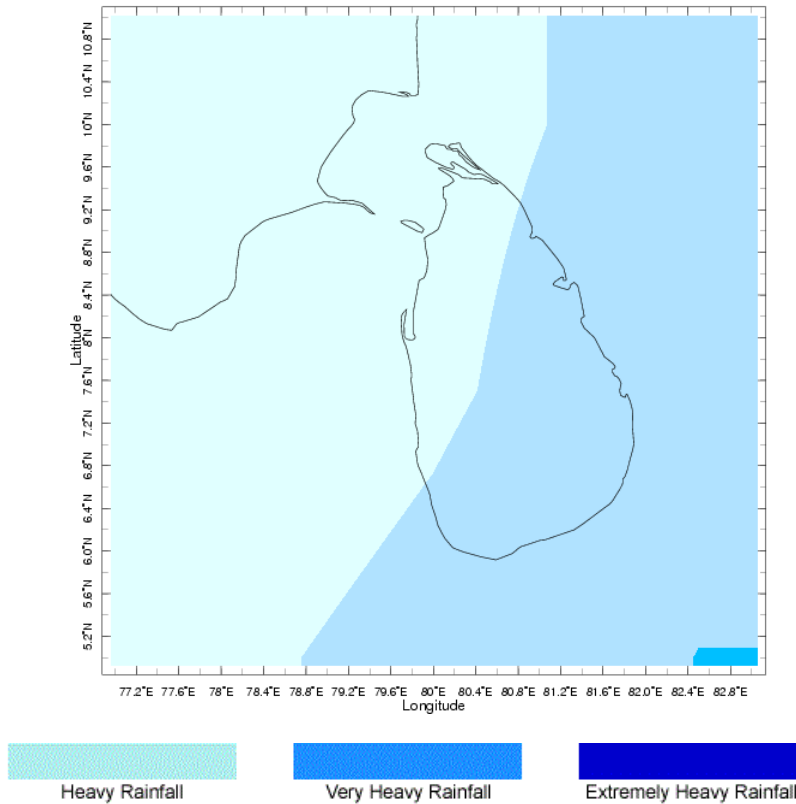 10.8°N
10.4°N
10°N
9.6°N
9.2°N
8.8°N
8.4°N
8°N
7.6°N
7.2°N
6.8°N
6.4°N
6.0°N
5.6°N
5.2°N
Latitude
77.2°E 77.6°E 78°E 78.4°E 78.8°E 79.2°E 79.6°E 80°E 80.4°E 80.8°E 81.2°E 81.6°E 82.0°E 82.4°E 82.8°E
Longitude
Heavy Rainfall Very Heavy Rainfall Extremely Heavy Rainfall